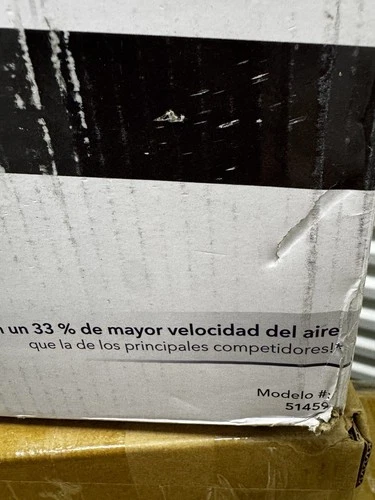 un 33 % de mayor velocidad del aire
que la de los principales competidores!*
Modelo #:
51459